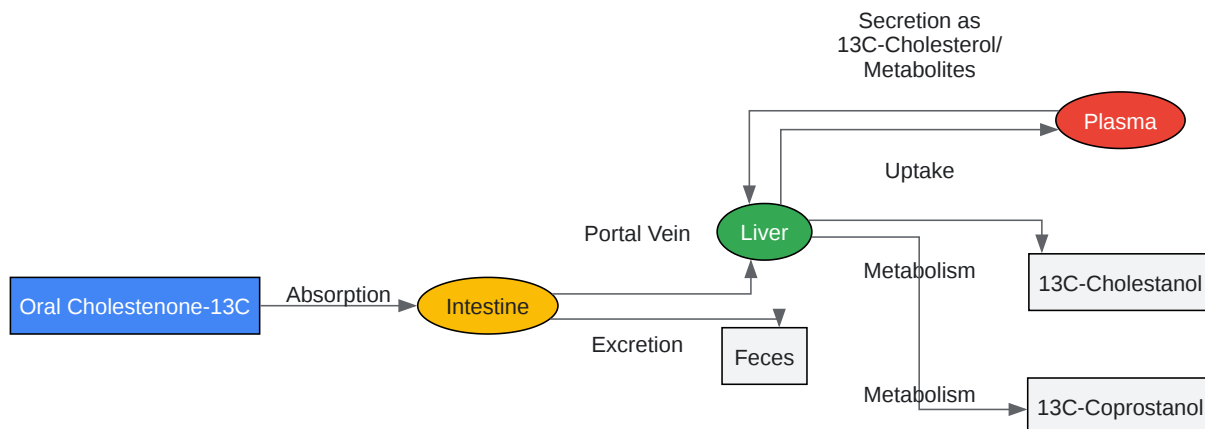 Secretion as
13C-Cholesterol/
Metabolites
Plasma
Uptake
Portal Vein
Liver
Metabolism
13C-Cholestanol
Oral Cholestenone-13C
Absorption
Intestine
Excretion
Feces
Metabolism
13C-Coprostanol